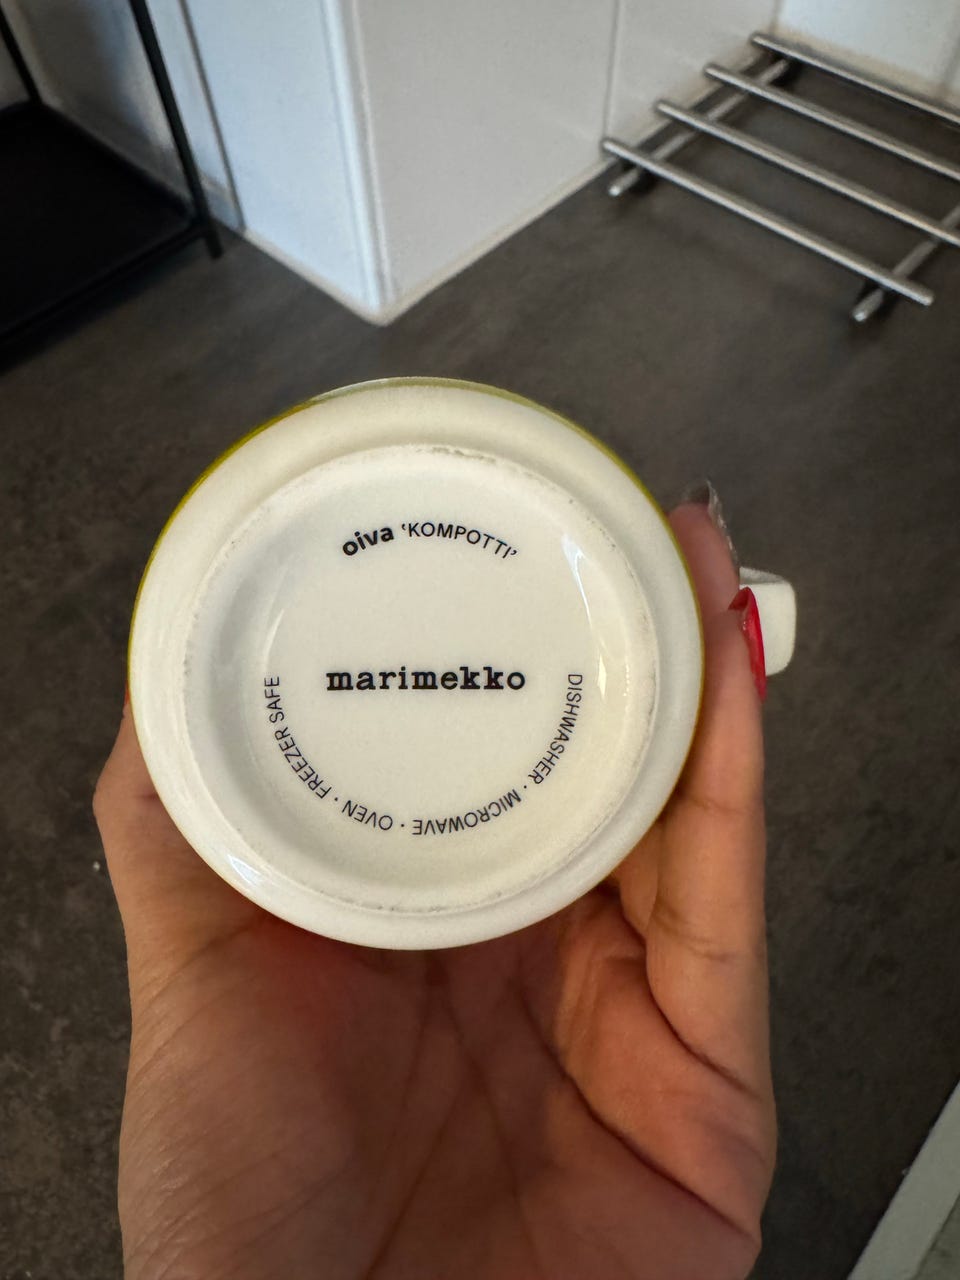 oiva ‘KOMPOTTI’
marimekko
DISHWASHER · MICROWAVE · OVEN · FREEZER SAFE